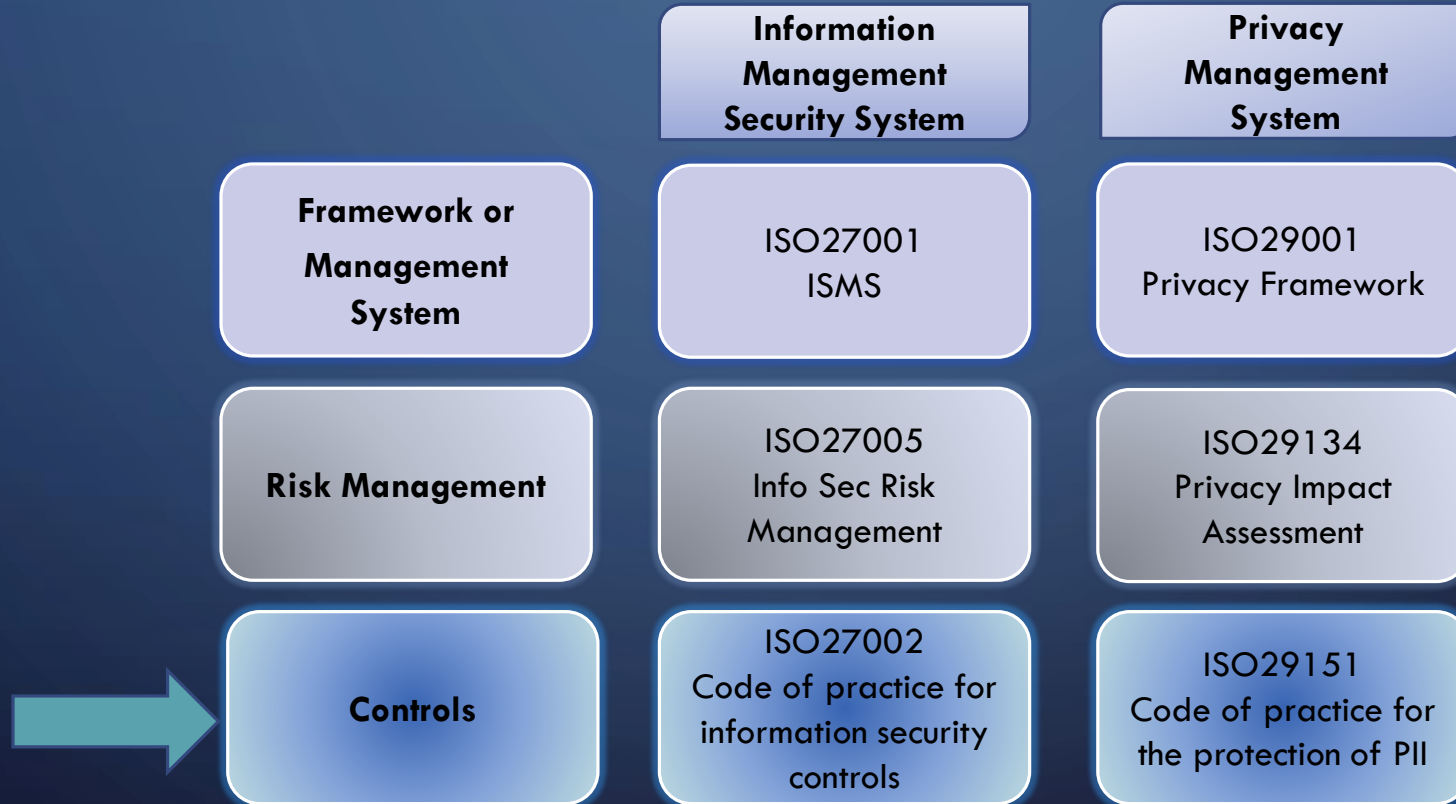 Information
Management
Security System
Privacy
Management
System
Framework or
Management
System
ISO27001
ISMS
ISO29001
Privacy Framework
Risk Management
ISO27005
Info Sec Risk
Management
ISO29134
Privacy Impact
Assessment
Controls
ISO27002
Code of practice for
information security
controls
ISO29151
Code of practice for
the protection of PII